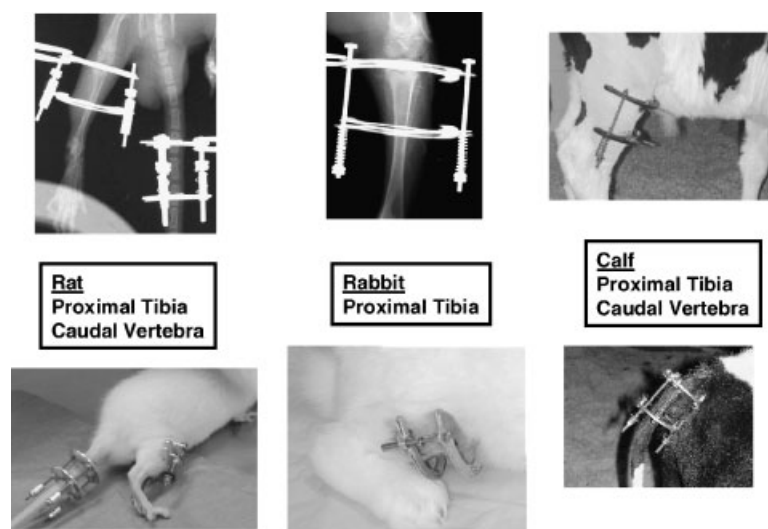 Rat
Proximal Tibia
Caudal Vertebra
Rabbit
Proximal Tibia
Calf
Proximal Tibia
Caudal Vertebra